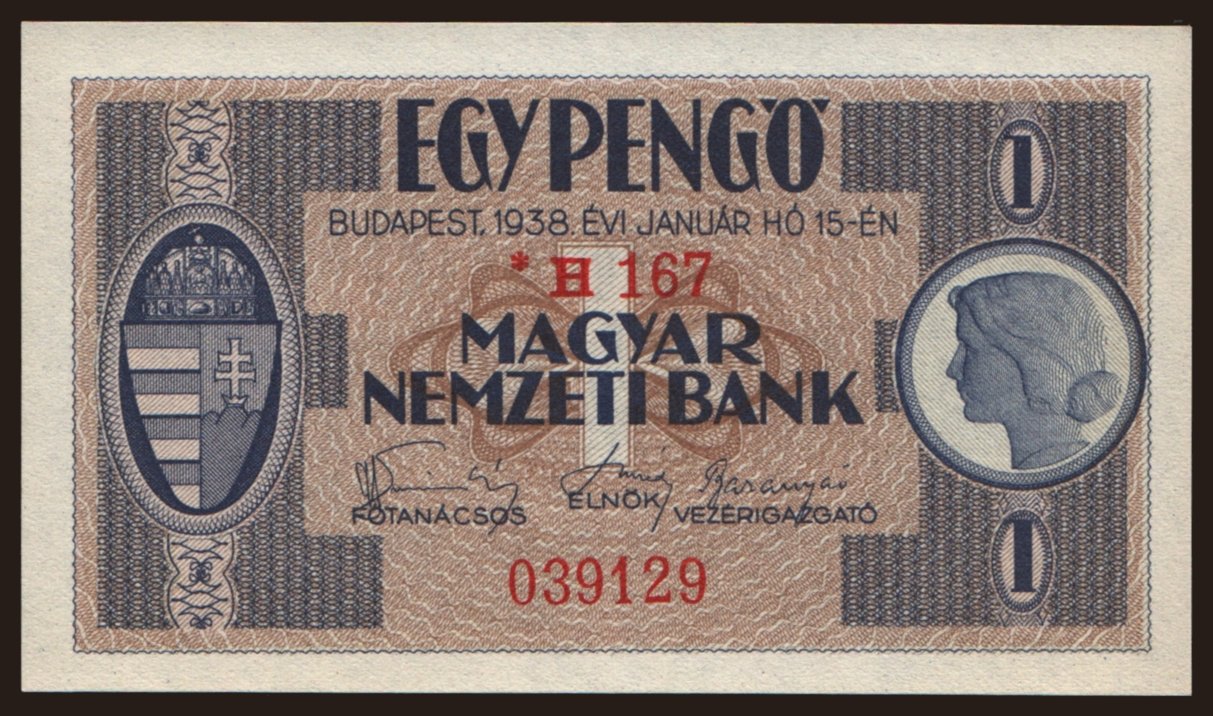 EGY PENGŐ
1
BUDAPEST, 1938. ÉVI JANUÁR HÓ 15-ÉN
* H 167
MAGYAR
NEMZETI BANK
Baranyai
FŐTANÁCSOS ELNÖK VEZÉRIGAZGATÓ
1
039129